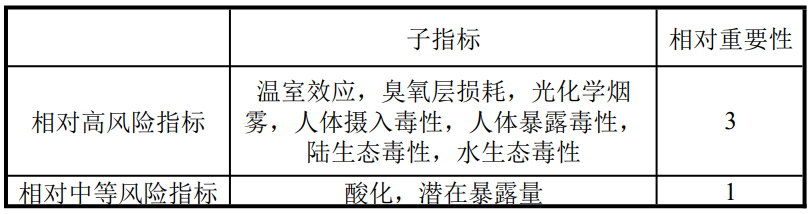 子指标 相对重要性
相对高风险指标 温室效应，臭氧层损耗，光化学烟
雾，人体摄入毒性，人体暴露毒性，
陆生态毒性，水生态毒性 3
相对中等风险指标 酸化，潜在暴露量 1